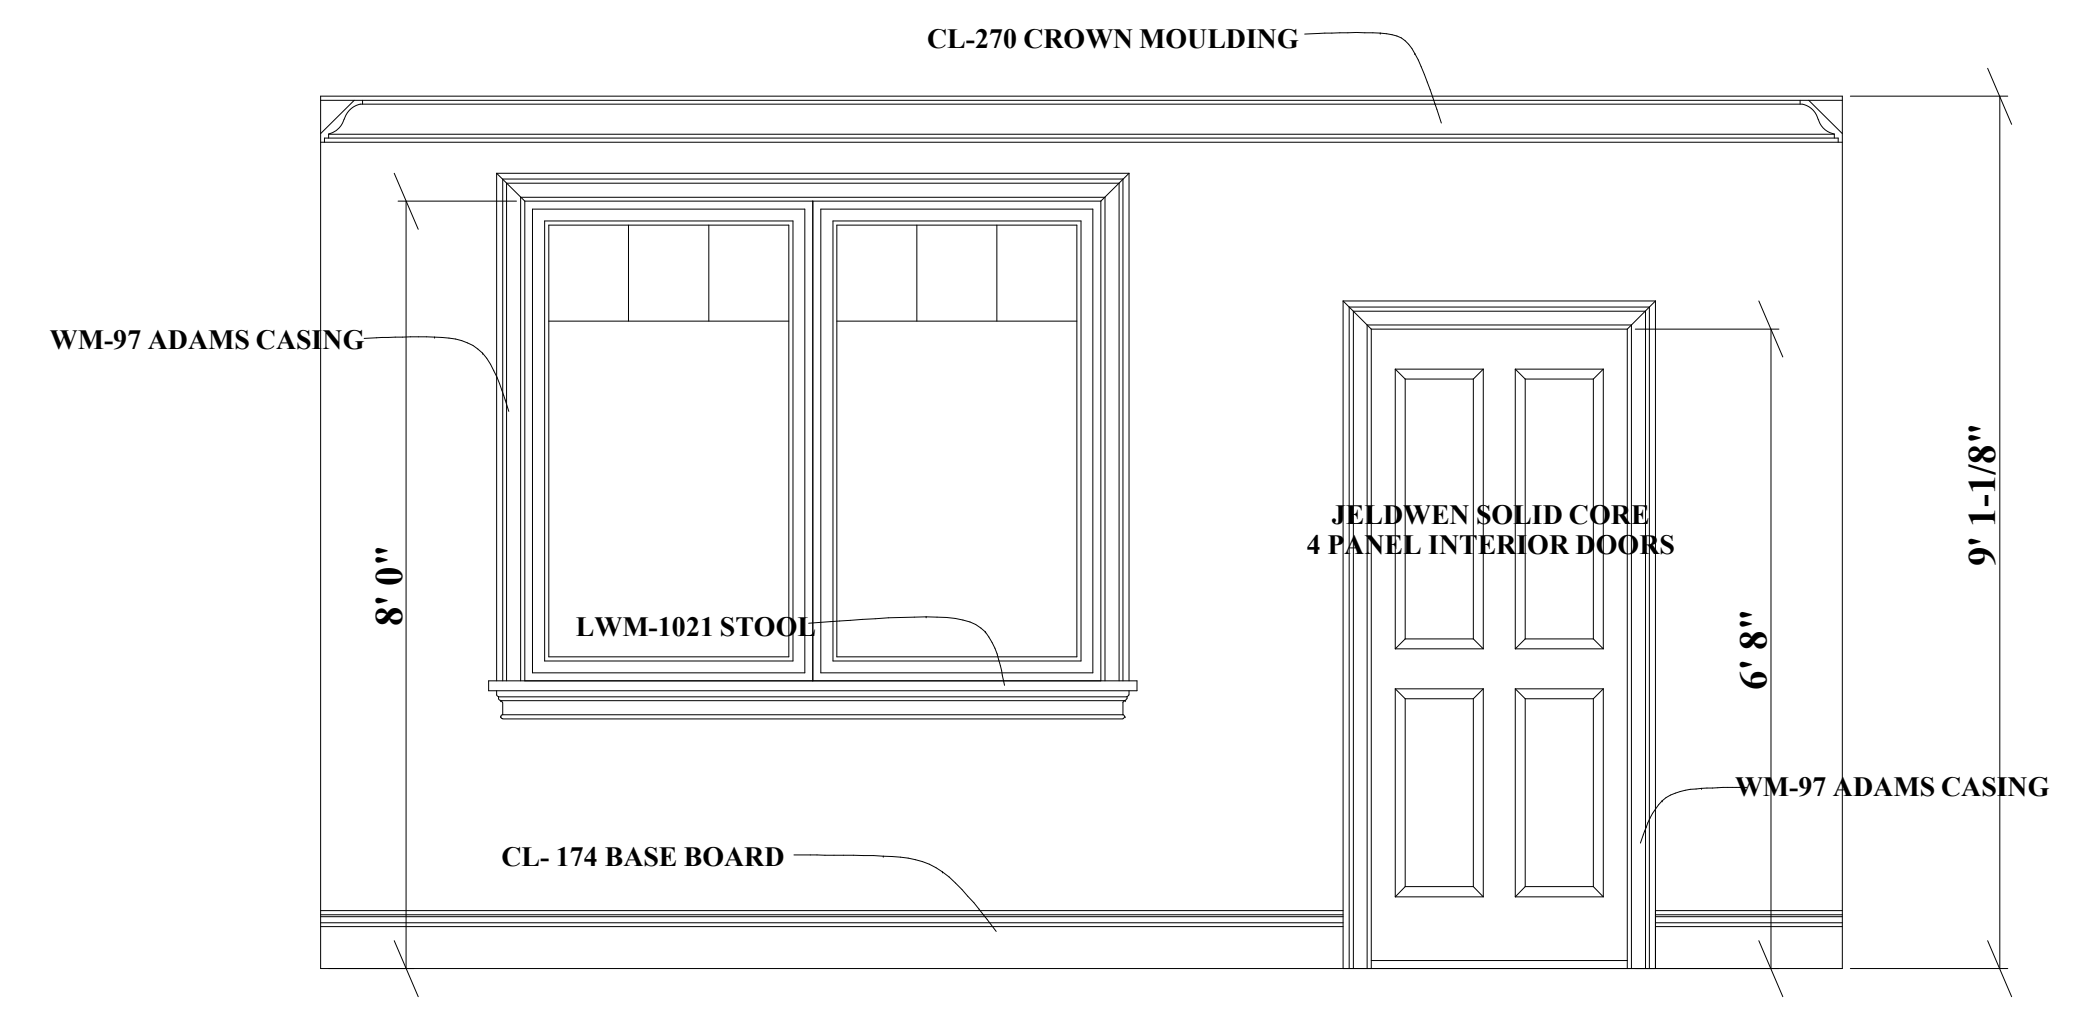 CL-270 CROWN MOULDING
WM-97 ADAMS CASING
8' 0"
LWM-1021 STOOL
JELDWEN SOLID CORE
4 PANEL INTERIOR DOORS
6' 8"
9' 1-1/8"
WM-97 ADAMS CASING
CL- 174 BASE BOARD